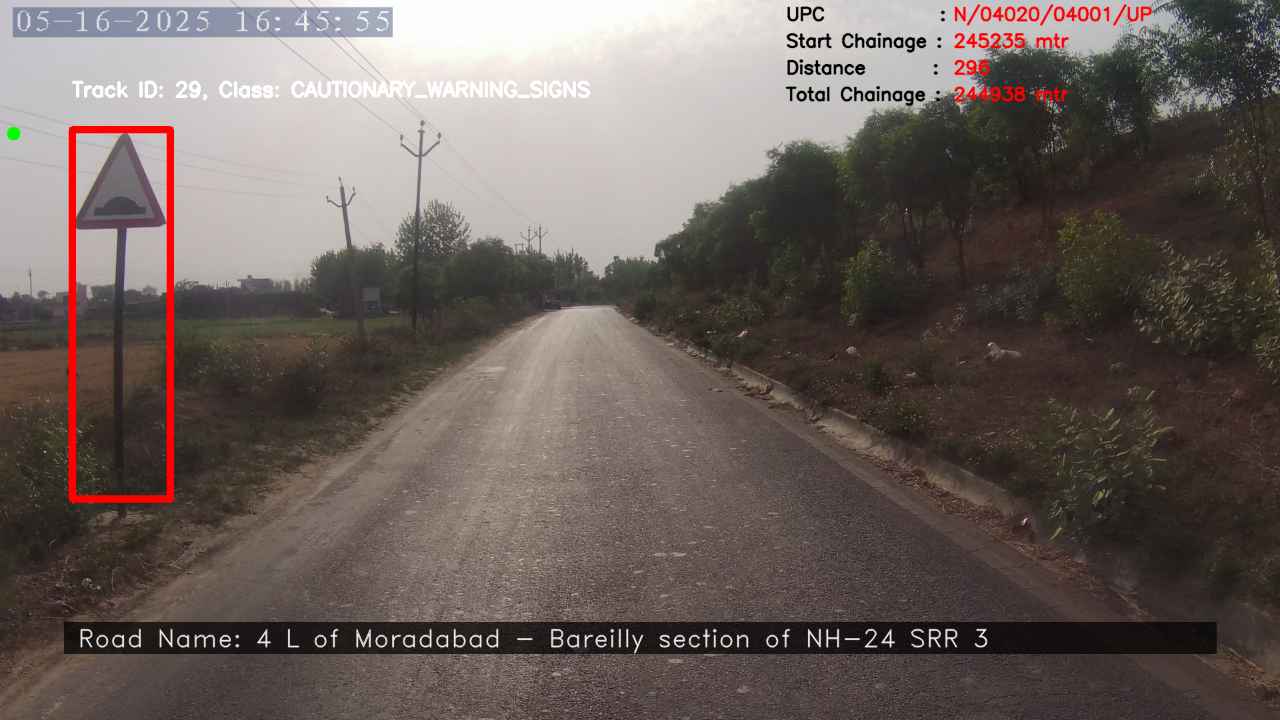 05-16-2025 16:45:55
UPC : N/04020/04001/UP
Start Chainage : 245235 mtr
Distance : 296
Total Chainage : 244938 mtr
Track ID: 29, Class: CAUTIONARY_WARNING_SIGNS
Road Name: 4 L of Moradabad - Bareilly section of NH-24 SRR 3